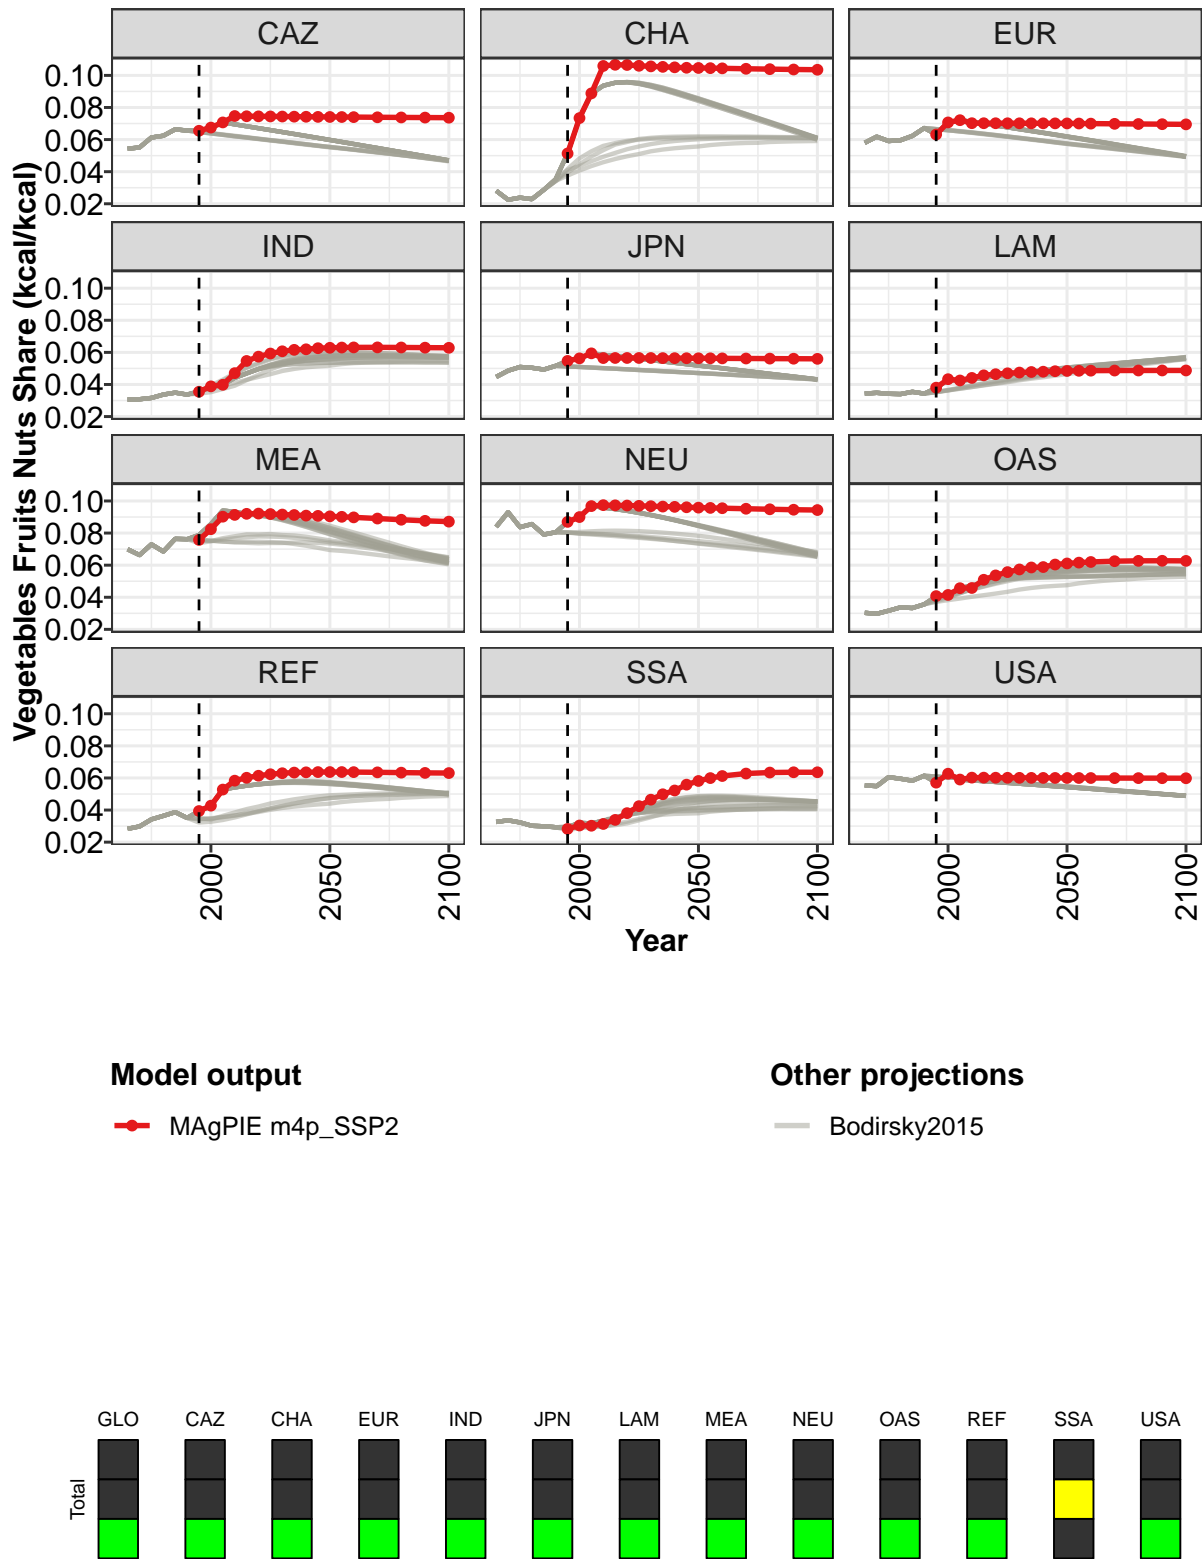 CAZ CHA EUR
0.10
0.08
0.06
0.04
0.02
IND JPN LAM
0.10
0.08
0.06
0.04
0.02
MEA NEU OAS
0.10
0.08
0.06
0.04
0.02
REF SSA USA
0.10
0.08
0.06
0.04
0.02
Vegetables Fruits Nuts Share (kcal/kcal)
2000 2050 2100 2000 2050 2100 2000 2050 2100
Year
Model output Other projections
MAgPIE m4p_SSP2 Bodirsky2015
GLO CAZ CHA EUR IND JPN LAM MEA NEU OAS REF SSA USA
Total